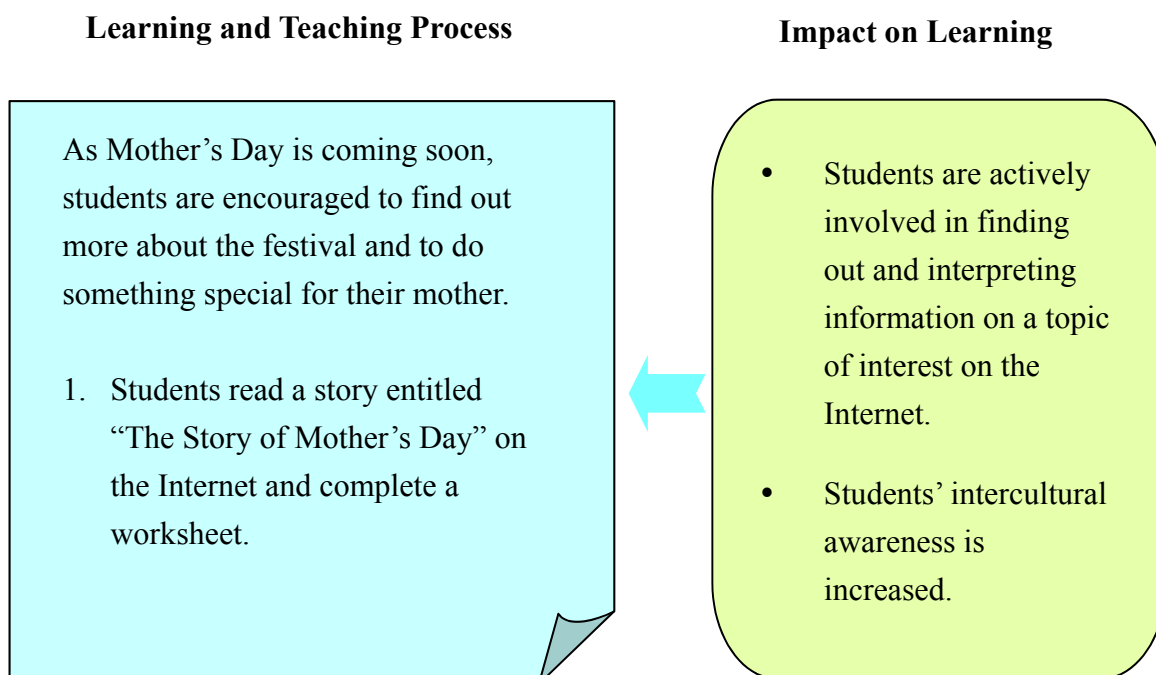 Learning and Teaching Process
Impact on Learning
As Mother’s Day is coming soon,
students are encouraged to find out
more about the festival and to do
something special for their mother.
1. Students read a story entitled
“The Story of Mother’s Day” on
the Internet and complete a
worksheet.
• Students are actively
involved in finding
out and interpreting
information on a topic
of interest on the
Internet.
• Students’ intercultural
awareness is
increased.